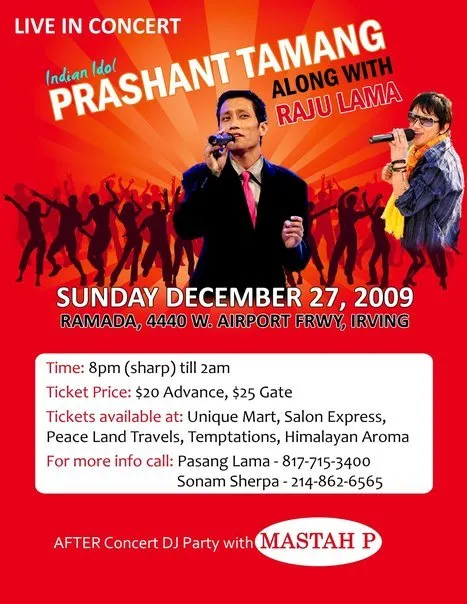 LIVE IN CONCERT
Indian Idol
PRASHANT TAMANG
ALONG WITH
RAJU LAMA
SUNDAY DECEMBER 27, 2009
RAMADA, 4440 W. AIRPORT FRWY, IRVING
Time: 8pm (sharp) till 2am
Ticket Price: $20 Advance, $25 Gate
Tickets available at: Unique Mart, Salon Express,
Peace Land Travels, Temptations, Himalayan Aroma
For more info call: Pasang Lama - 817-715-3400
Sonam Sherpa - 214-862-6565
AFTER Concert DJ Party with MASTAH P